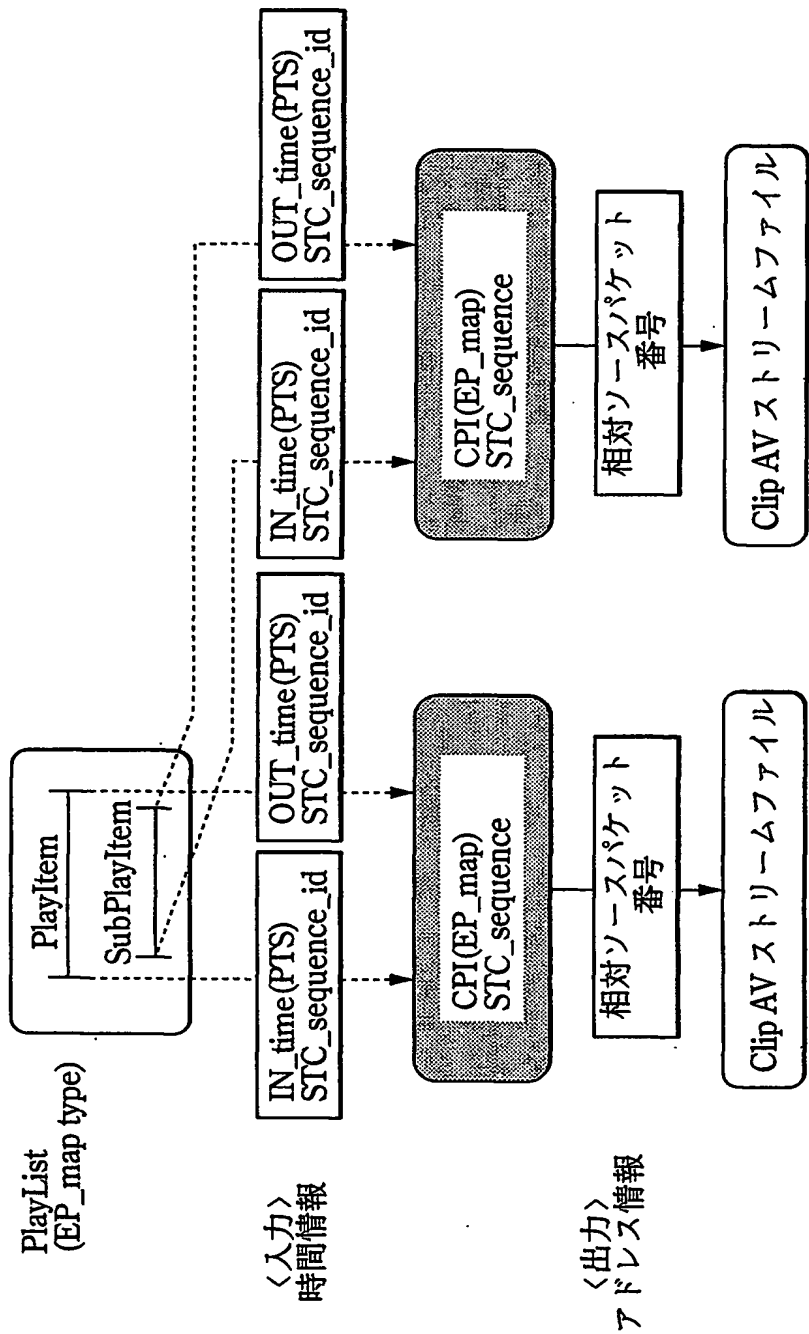 PlayList
(EP_map type)
PlayItem
SubPlayItem
〈入力〉
時間情報
IN_time(PTS)
STC_sequence_id
OUT_time(PTS)
STC_sequence_id
IN_time(PTS)
STC_sequence_id
OUT_time(PTS)
STC_sequence_id
CPI(EP_map)
STC_sequence
CPI(EP_map)
STC_sequence
〈出力〉
アドレス情報
相対ソースパケット
番号
相対ソースパケット
番号
Clip AV ストリームファイル
Clip AV ストリームファイル